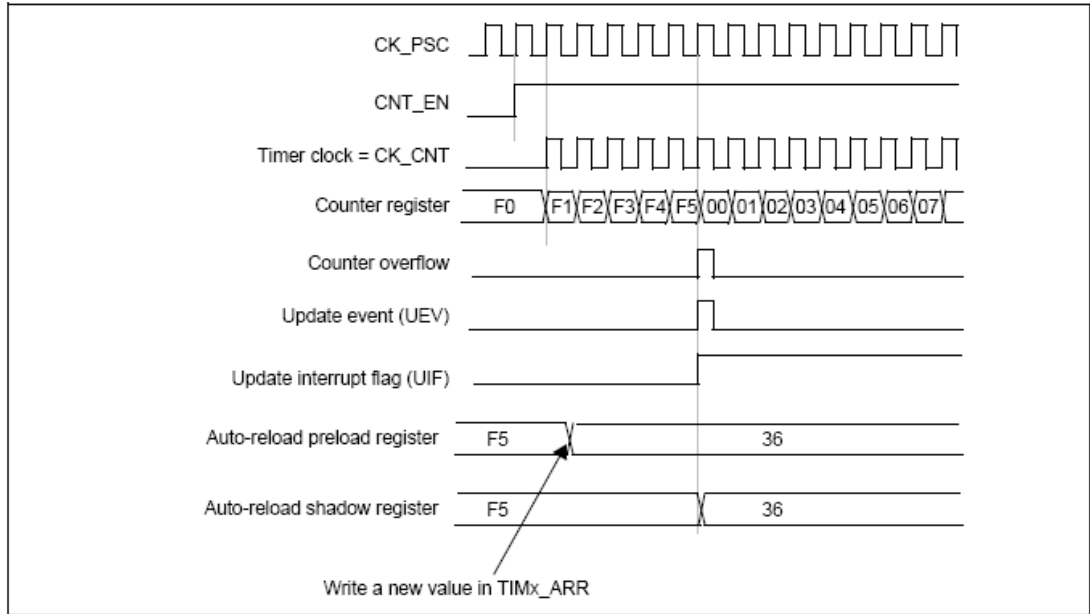 CK_PSC
CNT_EN
Timer clock = CK_CNT
Counter register F0 F1 F2 F3 F4 F5 00 01 02 03 04 05 06 07
Counter overflow
Update event (UEV)
Update interrupt flag (UIF)
Auto-reload preload register F5 36
Auto-reload shadow register F5 36
Write a new value in TIMx_ARR